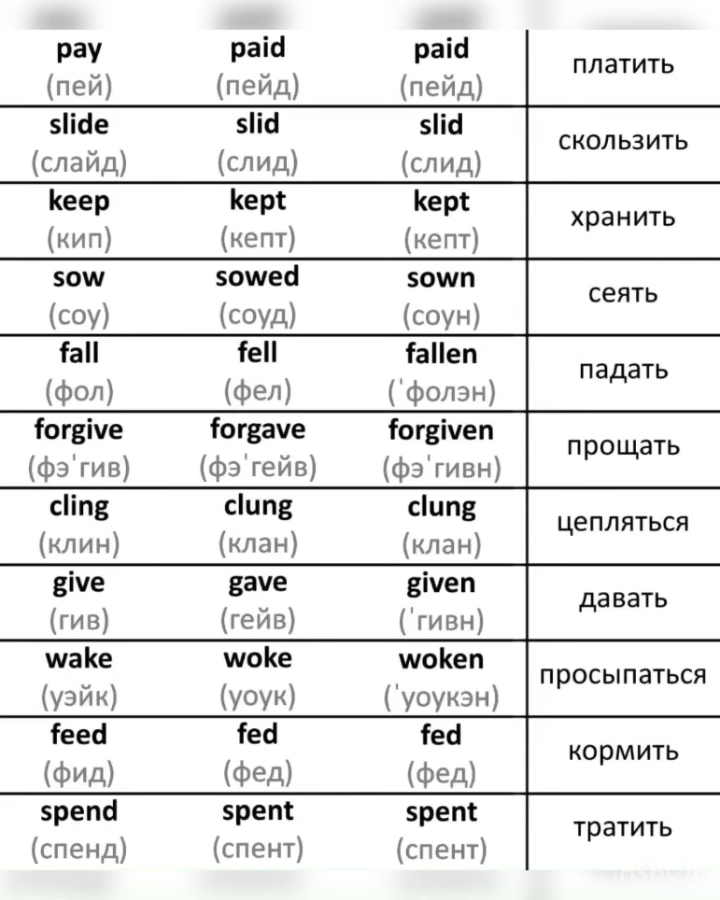 pay paid paid платить
(пей) (пейд) (пейд)
slide slid slid скользить
(слайд) (слид) (слид)
keep kept kept хранить
(кип) (кепт) (кепт)
sow sowed sown сеять
(соу) (соуд) (соун)
fall fell fallen падать
(фол) (фел) (ˈфолэн)
forgive forgave forgiven прощать
(фэˈгив) (фэˈгейв) (фэˈгивн)
cling clung clung цепляться
(клин) (клан) (клан)
give gave given давать
(гив) (гейв) (ˈгивн)
wake woke woken просыпаться
(уэйк) (уоук) (ˈуоукэн)
feed fed fed кормить
(фид) (фед) (фед)
spend spent spent тратить
(спенд) (спент) (спент)